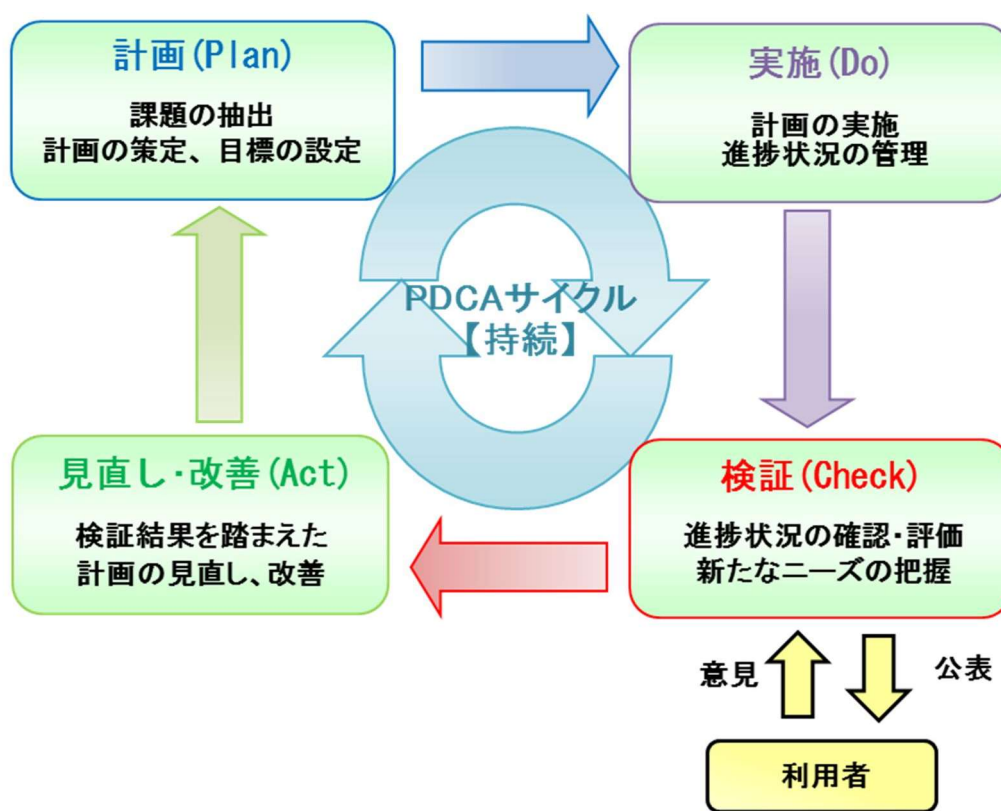 計画(Plan)
課題の抽出
計画の策定、目標の設定
実施(Do)
計画の実施
進捗状況の管理
PDCAサイクル
【持続】
見直し・改善(Act)
検証結果を踏まえた
計画の見直し、改善
検証(Check)
進捗状況の確認・評価
新たなニーズの把握
意見
公表
利用者